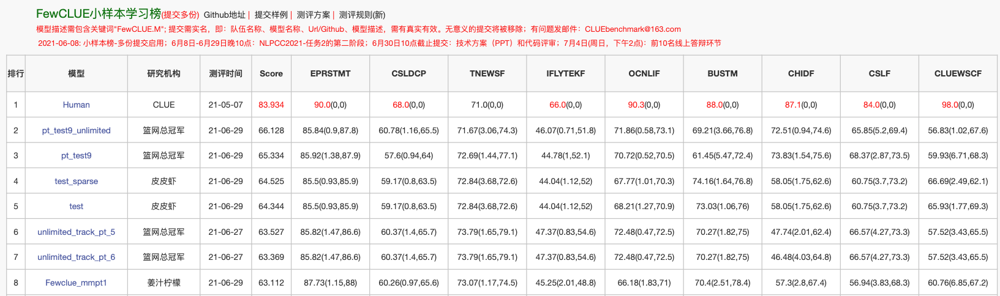 FewCLUE小样本学习榜(提交多份) Github地址 | 提交样例 | 测评方案 | 测评规则(新)
模型描述需包含关键词"FewCLUE.M"; 提交需实名，即：队伍名称、模型名称、Url/Github、模型描述，需有真实有效。无意义的提交将被移除；有问题发邮件：CLUEbenchmark@163.com
2021-06-08: 小样本榜-多份提交启用；6月8日-6月29日晚10点：NLPCC2021-任务2的第二阶段；6月30日10点截止提交：技术方案（PPT）和代码评审；7月4日(周日，下午2点)：前10名线上答辩环节
排行 模型 研究机构 测评时间 Score EPRSTMT CSLDCP TNEWSF IFLYTEKF OCNLIF BUSTM CHIDF CSLF CLUEWSCF
1 Human CLUE 21-05-07 83.934 90.0(0,0) 68.0(0,0) 71.0(0,0) 66.0(0,0) 90.3(0,0) 88.0(0,0) 87.1(0,0) 84.0(0,0) 98.0(0,0)
2 pt_test9_unlimited 篮网总冠军 21-06-29 66.128 85.84(0.9,87.8) 60.78(1.16,65.5) 71.67(3.06,74.3) 46.07(0.71,51.8) 71.86(0.58,73.1) 69.21(3.66,76.8) 72.51(0.94,74.6) 65.85(5.2,69.4) 56.83(1.02,67.6)
3 pt_test9 篮网总冠军 21-06-29 65.334 85.92(1.38,87.9) 57.6(0.94,64) 72.69(1.44,77.1) 44.78(1,52.1) 70.72(0.52,70.5) 61.45(5.47,72.4) 73.83(1.54,75.6) 68.37(2.87,73.5) 59.93(6.71,68.3)
4 test_sparse 皮皮虾 21-06-29 64.525 85.5(0.93,85.9) 59.17(0.8,63.5) 72.84(3.68,72.6) 44.04(1.12,52) 67.77(1.01,70.3) 74.16(1.64,76.8) 58.05(1.75,62.6) 60.75(3.7,73.2) 66.69(2.49,62.1)
5 test 皮皮虾 21-06-29 64.344 85.5(0.93,85.9) 59.17(0.8,63.5) 72.84(3.68,72.6) 44.04(1.12,52) 68.21(1.27,70.9) 73.03(1.06,76) 58.05(1.75,62.6) 60.75(3.7,73.2) 65.93(1.77,69.3)
6 unlimited_track_pt_5 篮网总冠军 21-06-27 63.527 85.82(1.47,86.6) 60.37(1.4,65.7) 73.79(1.65,79.1) 47.37(0.83,54.6) 72.48(0.47,72.5) 70.27(1.82,75) 47.74(2.01,62.4) 66.57(4.27,73.3) 57.52(3.43,65.5)
7 unlimited_track_pt_6 篮网总冠军 21-06-27 63.369 85.82(1.47,86.6) 60.37(1.4,65.7) 73.79(1.65,79.1) 47.37(0.83,54.6) 72.48(0.47,72.5) 70.27(1.82,75) 46.48(4.03,64.8) 66.57(4.27,73.3) 57.52(3.43,65.5)
8 Fewclue_mmpt1 姜汁柠檬 21-06-29 63.112 87.73(1.15,88) 60.26(0.97,65.6) 73.07(1.17,74.5) 45.25(2.01,48.8) 66.18(1.83,71) 70.4(2.51,78.4) 57.3(2.8,67.4) 56.94(3.83,68.3) 60.76(6.85,67.2)